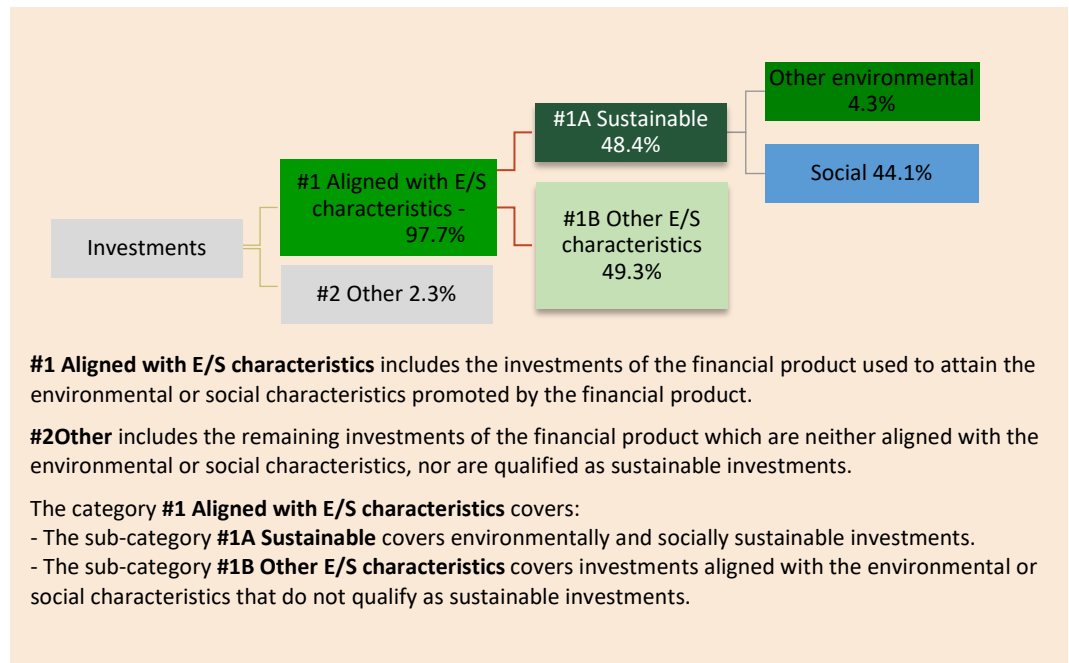 Other environmental
4.3%
#1A Sustainable
48.4%
Social 44.1%
#1 Aligned with E/S
characteristics -
97.7%
#1B Other E/S
characteristics
49.3%
Investments
#2 Other 2.3%
#1 Aligned with E/S characteristics includes the investments of the financial product used to attain the
environmental or social characteristics promoted by the financial product.
#2Other includes the remaining investments of the financial product which are neither aligned with the
environmental or social characteristics, nor are qualified as sustainable investments.
The category #1 Aligned with E/S characteristics covers:
- The sub-category #1A Sustainable covers environmentally and socially sustainable investments.
- The sub-category #1B Other E/S characteristics covers investments aligned with the environmental or
social characteristics that do not qualify as sustainable investments.